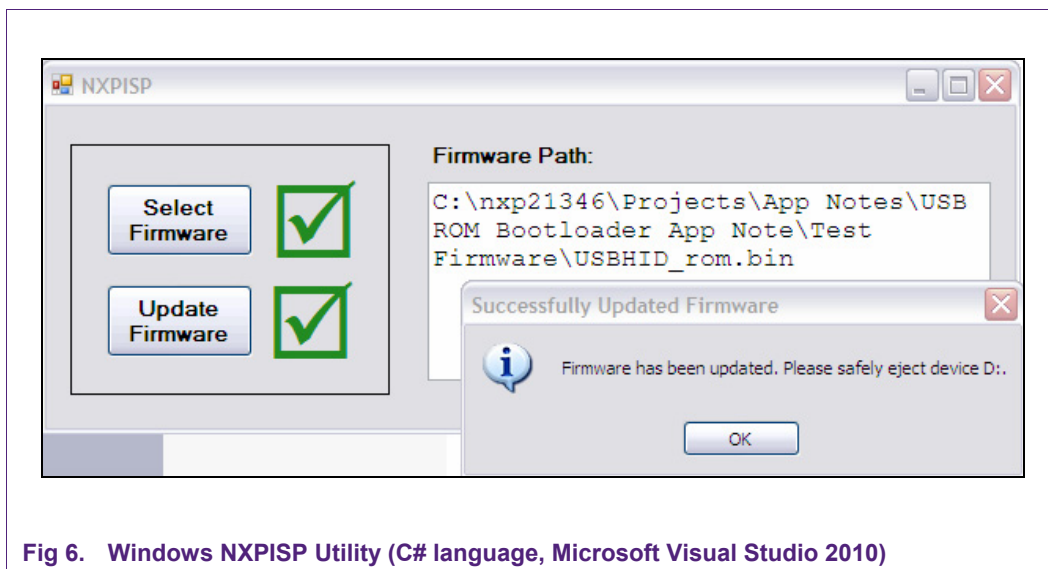 NXPISP
Select
Firmware
Update
Firmware
Firmware Path:
C:\nxp21346\Projects\App Notes\USB
ROM Bootloader App Note\Test
Firmware\USBHID_rom.bin
Successfully Updated Firmware
Firmware has been updated. Please safely eject device D:.
OK
Fig 6. Windows NXPISP Utility (C# language, Microsoft Visual Studio 2010)